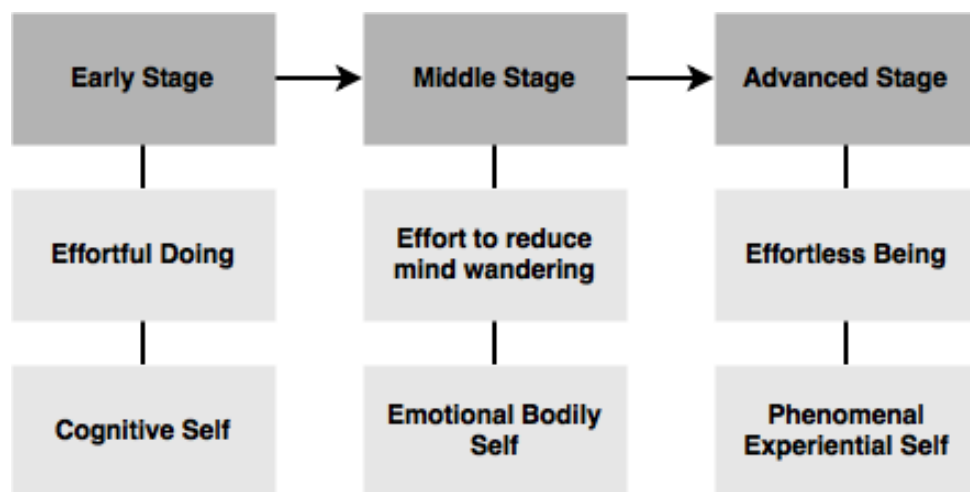 Early Stage
Middle Stage
Advanced Stage
Effortful Doing
Effort to reduce
mind wandering
Effortless Being
Cognitive Self
Emotional Bodily
Self
Phenomenal
Experiential Self